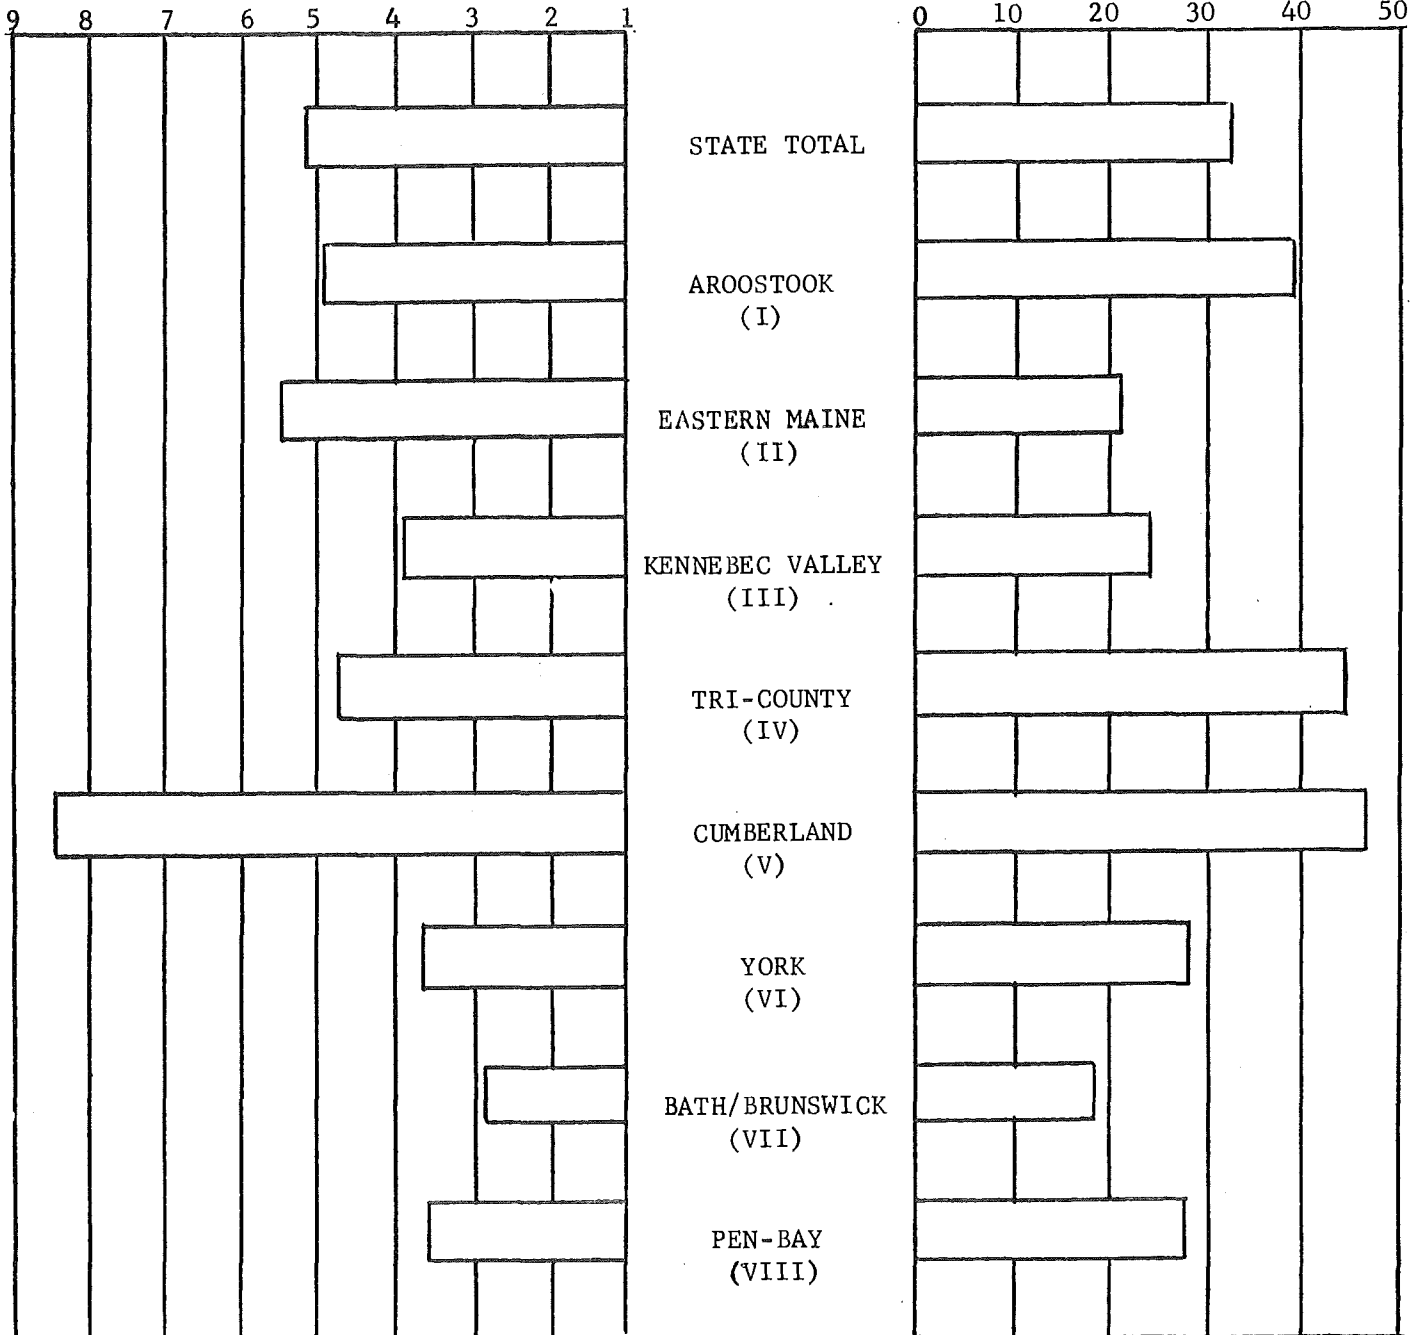 9 8 7 6 5 4 3 2 1 0 10 20 30 40 50
STATE TOTAL
AROOSTOOK
(I)
EASTERN MAINE
(II)
KENNEBEC VALLEY
(III)
TRI-COUNTY
(IV)
CUMBERLAND
(V)
YORK
(VI)
BATH/BRUNSWICK
(VII)
PEN-BAY
(VIII)